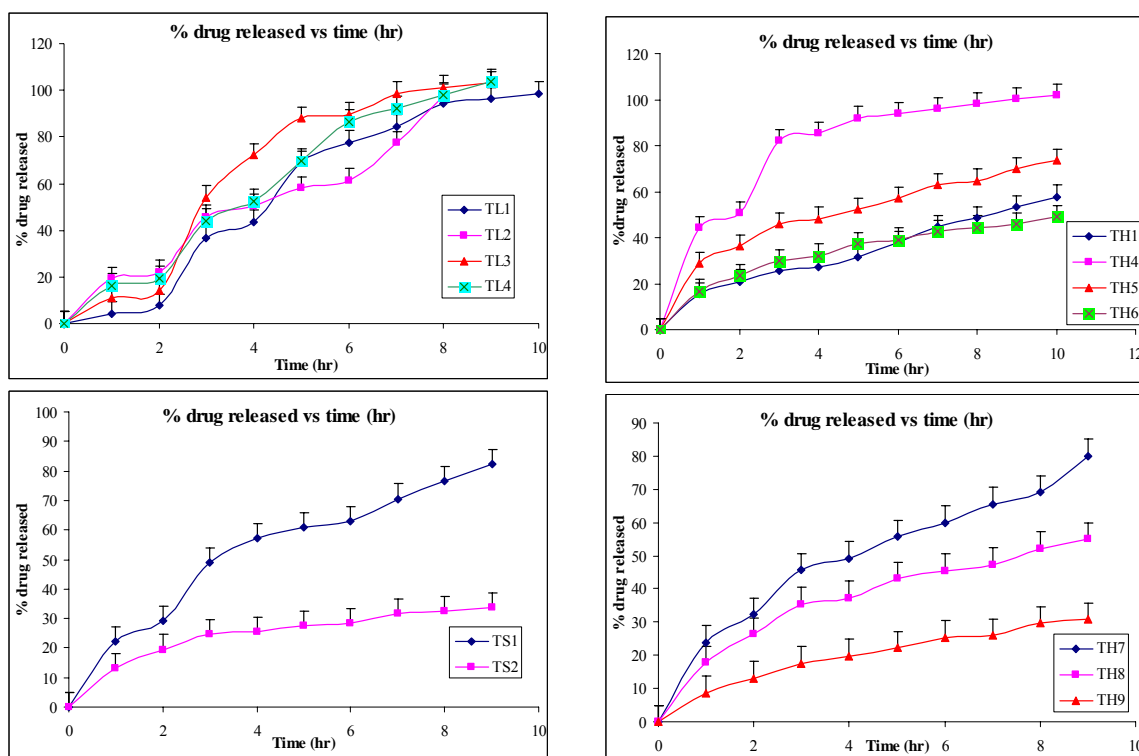 % drug released vs time (hr)
% drug released
120
100
80
60
40
20
0
0 2 4 6 8 10
Time (hr)
TL1
TL2
TL3
TL4
% drug released vs time (hr)
%drug released
120
100
80
60
40
20
0
0 2 4 6 8 10 12
Time (hr)
TH1
TH4
TH5
TH6
% drug released vs time (hr)
% drug released
100
90
80
70
60
50
40
30
20
10
0
0 2 4 6 8 10
Time (hr)
TS1
TS2
% drug released vs time (hr)
% drug released
90
80
70
60
50
40
30
20
10
0
0 2 4 6 8 10
Time (hr)
TH7
TH8
TH9